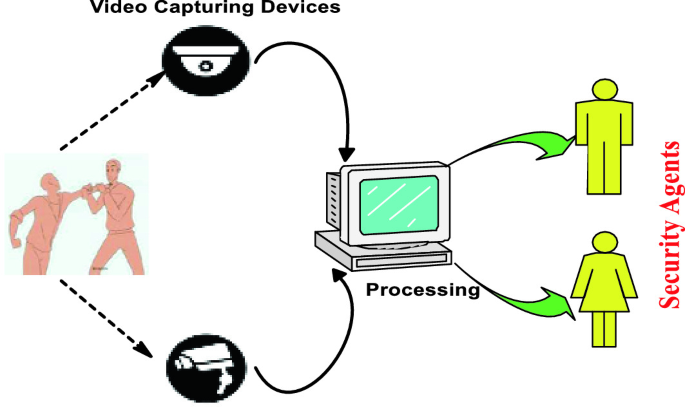 Video Capturing Devices
Processing
Security Agents